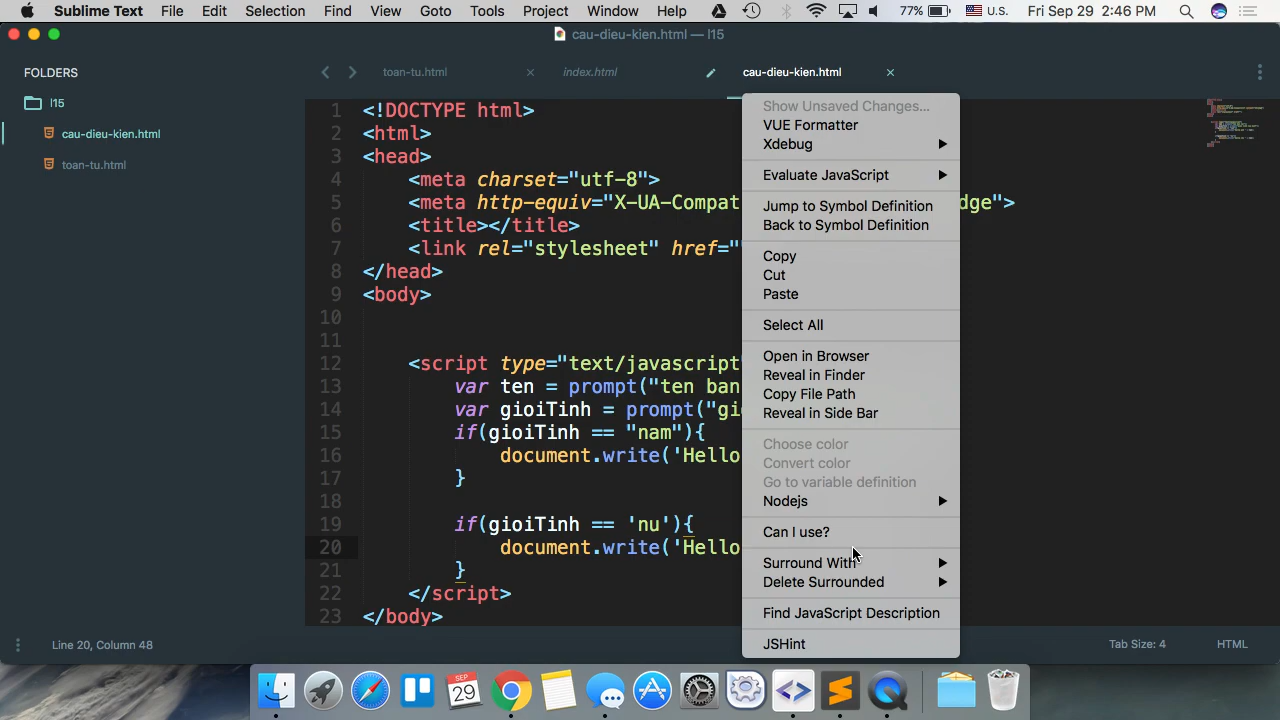 Sublime Text File Edit Selection Find View Goto Tools Project Window Help 77% U.S. Fri Sep 29 2:46 PM
cau-dieu-kien.html — l15
FOLDERS
l15
cau-dieu-kien.html
toan-tu.html
toan-tu.html index.html cau-dieu-kien.html
1 <!DOCTYPE html>
2 <html>
3 <head>
4 <meta charset="utf-8">
5 <meta http-equiv="X-UA-Compat dge">
6 <title></title>
7 <link rel="stylesheet" href="
8 </head>
9 <body>
10
11
12 <script type="text/javascript"
13 var ten = prompt("ten ban
14 var gioiTinh = prompt("gi
15 if(gioiTinh == "nam"){
16 document.write('Hello
17 }
18
19 if(gioiTinh == 'nu'){
20 document.write('Hello
21 }
22 </script>
23 </body>
Show Unsaved Changes...
VUE Formatter
Xdebug
Evaluate JavaScript
Jump to Symbol Definition
Back to Symbol Definition
Copy
Cut
Paste
Select All
Open in Browser
Reveal in Finder
Copy File Path
Reveal in Side Bar
Choose color
Convert color
Go to variable definition
Nodejs
Can I use?
Surround With
Delete Surrounded
Find JavaScript Description
JSHint
Line 20, Column 48 Tab Size: 4 HTML
SEP
29